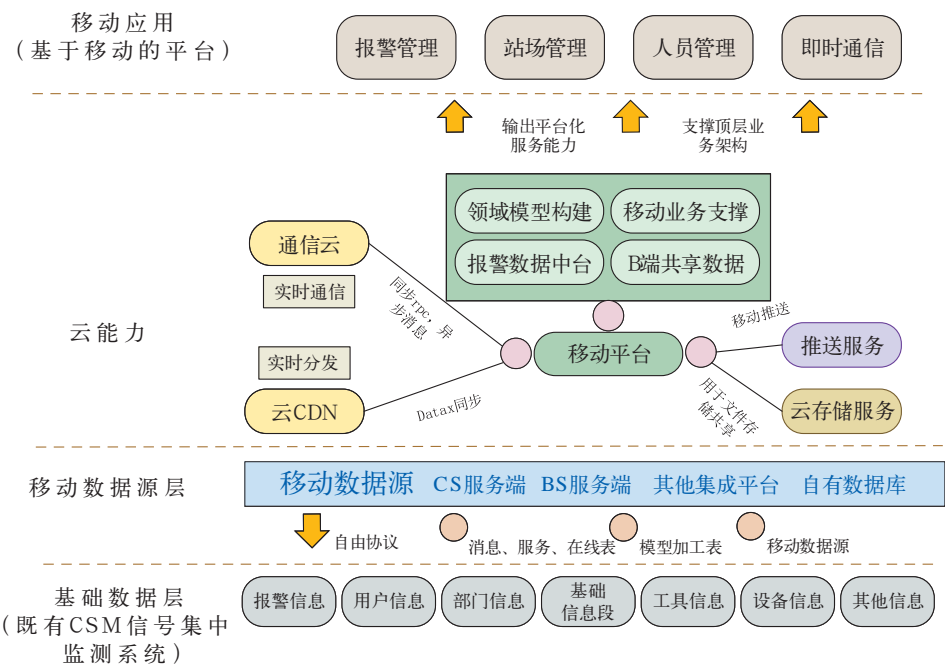 移动应用
（基于移动的平台）
报警管理
站场管理
人员管理
即时通信
输出平台化
服务能力
支撑顶层业
务架构
领域模型构建
移动业务支撑
报警数据中台
B端共享数据
通信云
实时通信
同步rpc，异
步消息
移动推送
云能力
实时分发
移动平台
推送服务
云CDN
Datax同步
用于文件存
储共享
云存储服务
移动数据源层
移动数据源
CS服务端
BS服务端
其他集成平台
自有数据库
自由协议
消息、服务、在线表
模型加工表
移动数据源
基础数据层
（既有CSM信号集中
监测系统）
报警信息
用户信息
部门信息
基础
信息段
工具信息
设备信息
其他信息